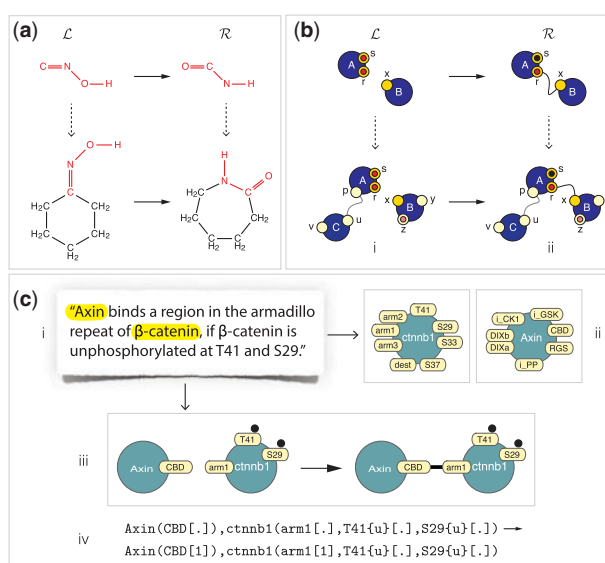 (a)
ℒ
ℛ
C
N
O
H
O
C
N
H
H
O
N
C
H₂C
CH₂
H₂C
CH₂
C
H₂
H
N
C
O
H₂C
CH₂
H₂C
CH₂
C
H₂
(b)
ℒ
ℛ
A
s
r
x
B
A
s
r
x
B
A
s
p
r
x
y
B
v
C
u
z
i
A
s
p
r
x
y
B
v
C
u
z
ii
(c)
i
"Axin binds a region in the armadillo
repeat of β-catenin, if β-catenin is
unphosphorylated at T41 and S29."
arm2
T41
arm1
ctnnb1
S29
arm3
S33
dest
S37
i_CK1
i_GSK
DIXb
CBD
DIXa
Axin
RGS
i_PP
ii
iii
Axin
CBD
arm1
T41
ctnnb1
S29
Axin
CBD
arm1
T41
ctnnb1
S29
iv
Axin(CBD[.]),ctnnb1(arm1[.],T41{u}[.],S29{u}[.]) →
Axin(CBD[1]),ctnnb1(arm1[1],T41{u}[.],S29{u}[.])